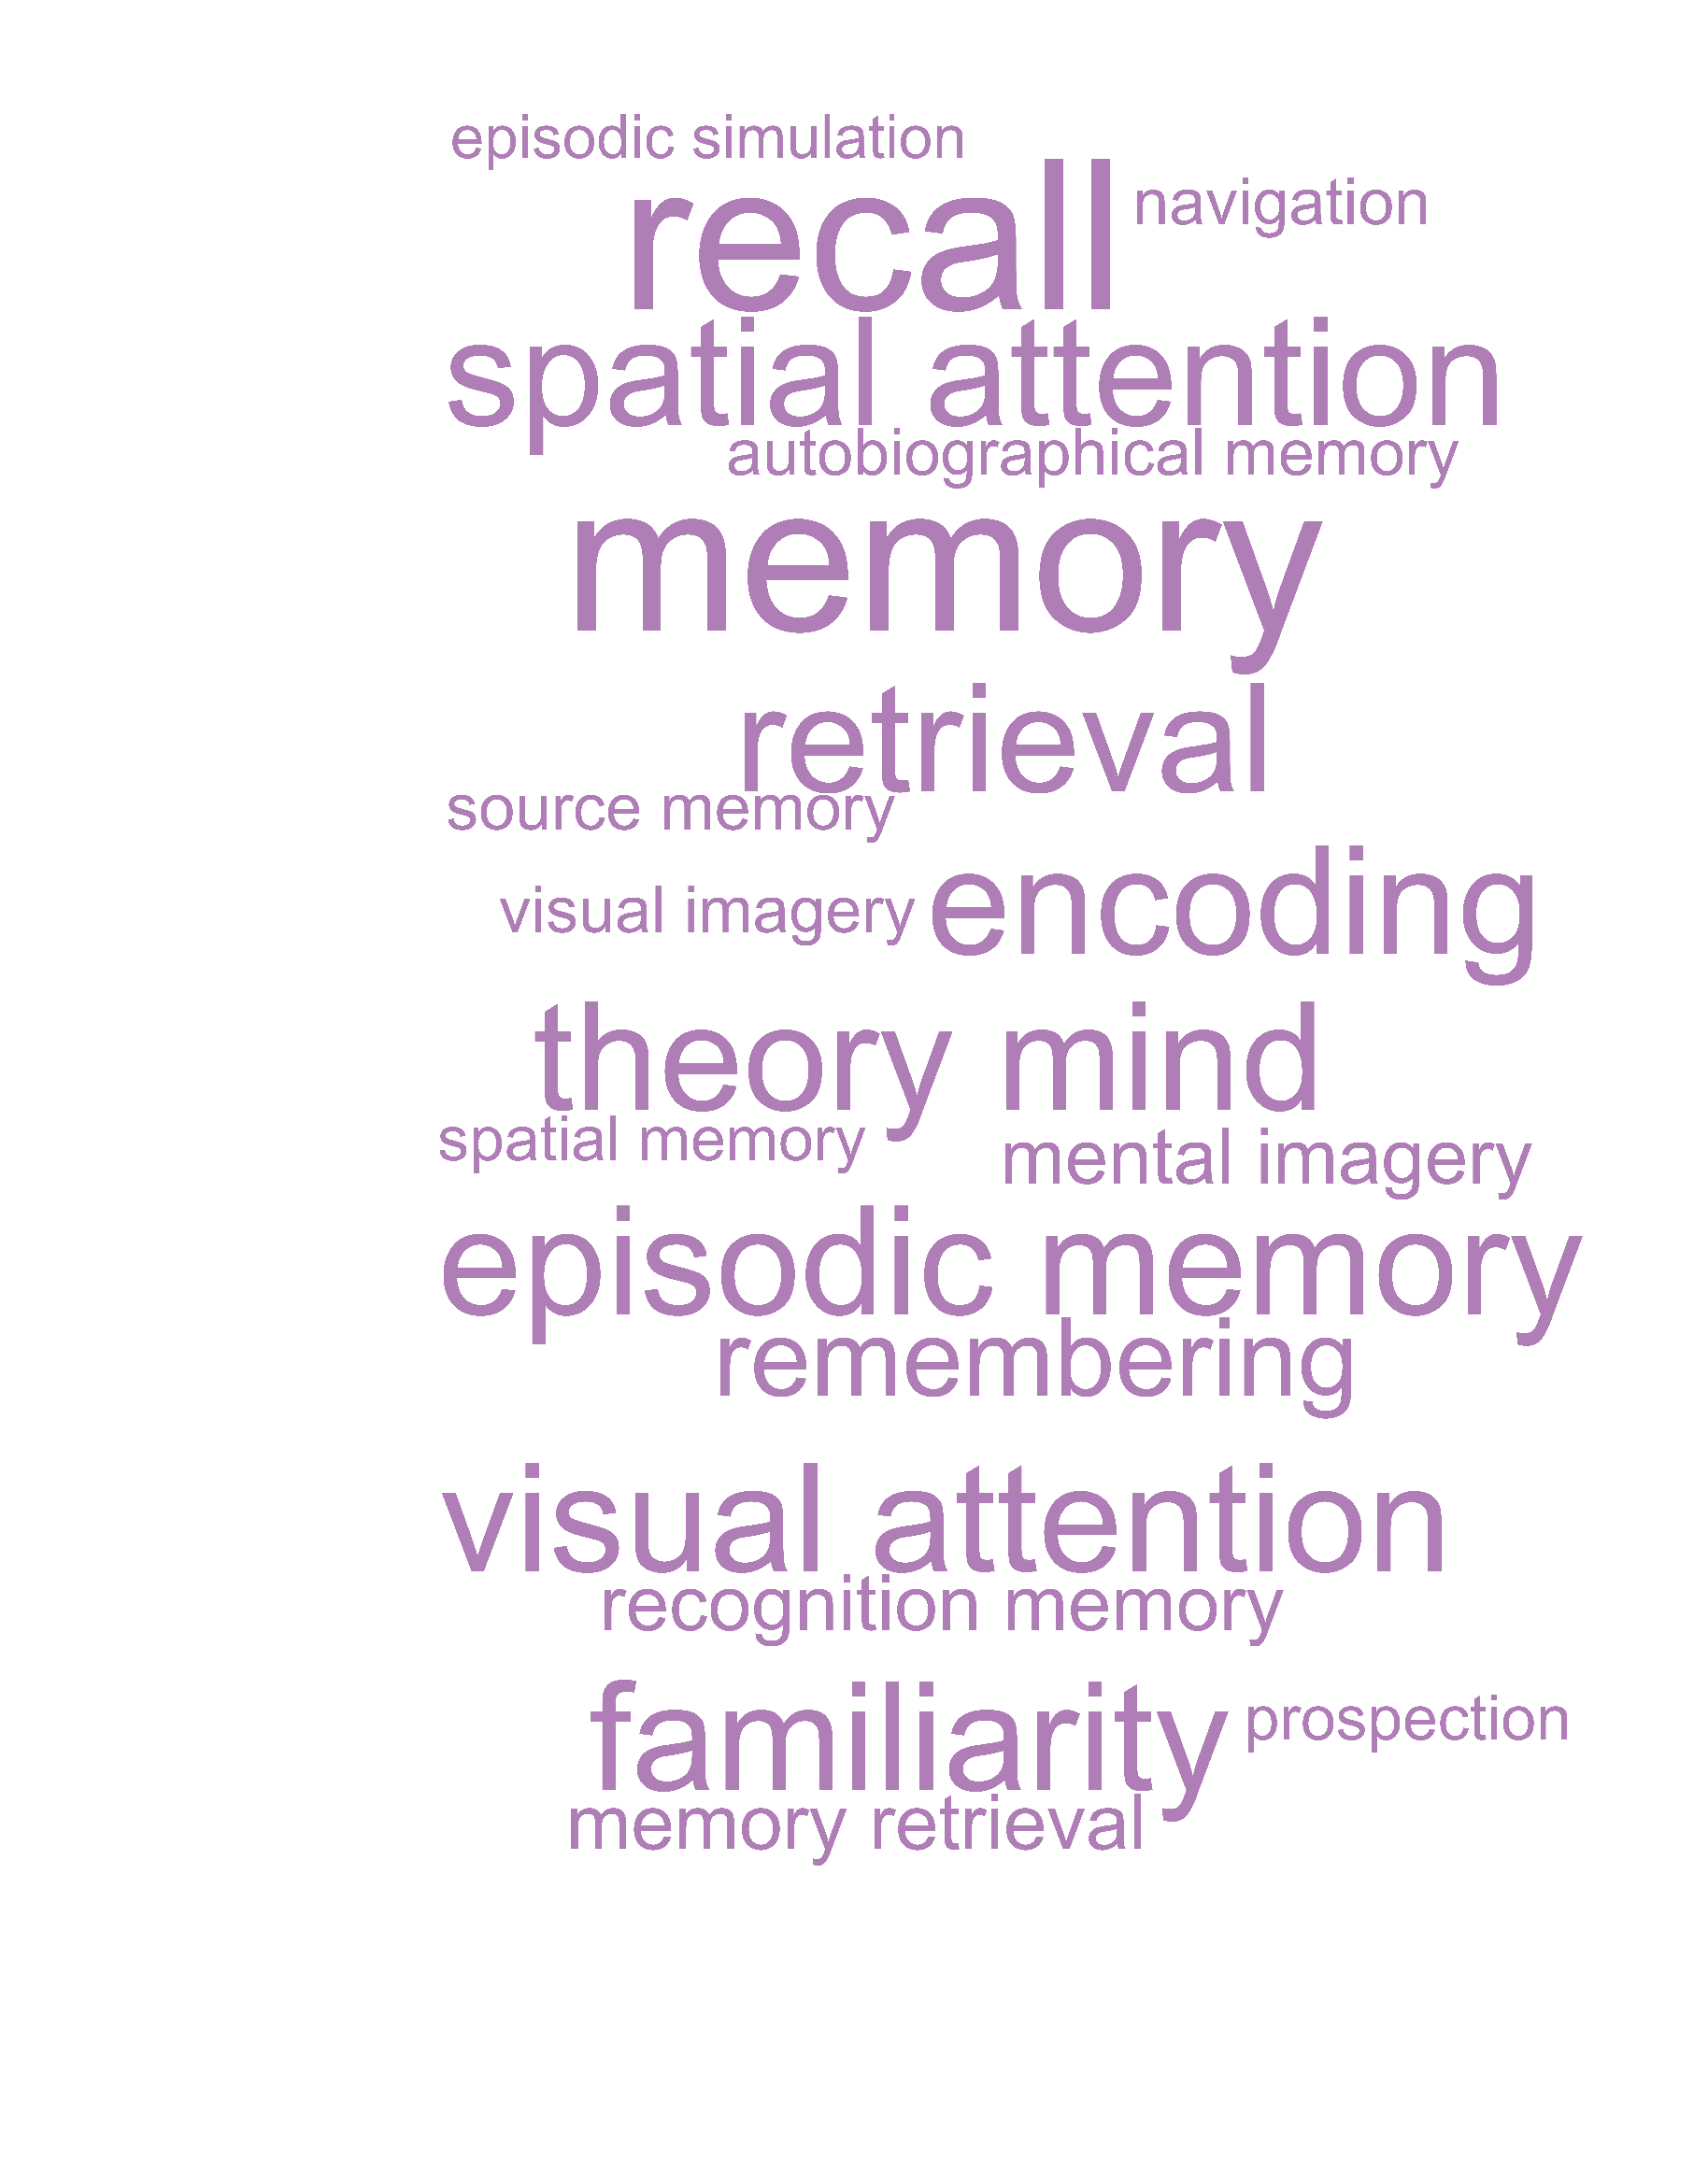 episodic simulation
recall
navigation
spatial attention
autobiographical memory
memory
retrieval
source memory
visual imagery
encoding
theory mind
spatial memory
mental imagery
episodic memory
remembering
visual attention
recognition memory
familiarity
prospection
memory retrieval